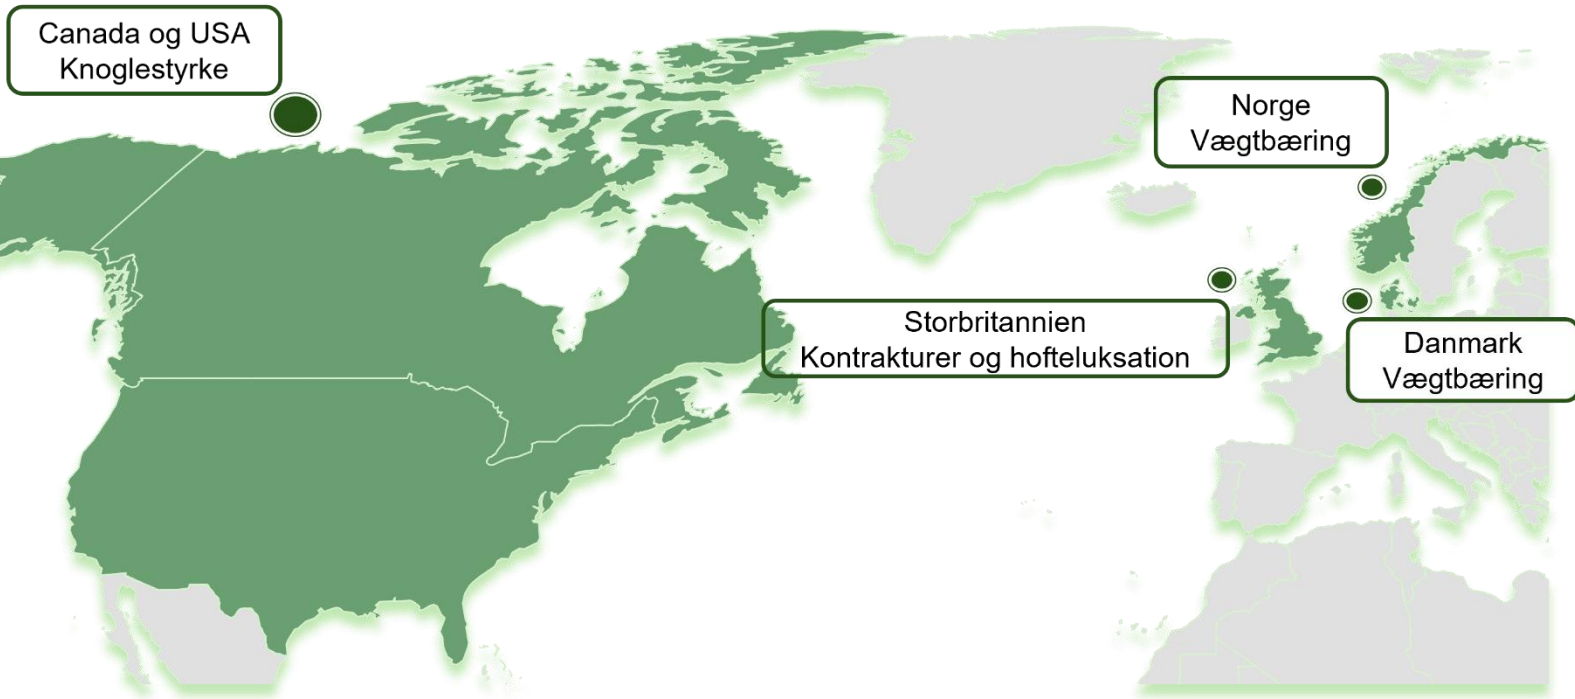 Canada og USA
Knoglestyrke
Norge
Vægtbæring
Storbritannien
Kontrakturer og hofteluksation
Danmark
Vægtbæring